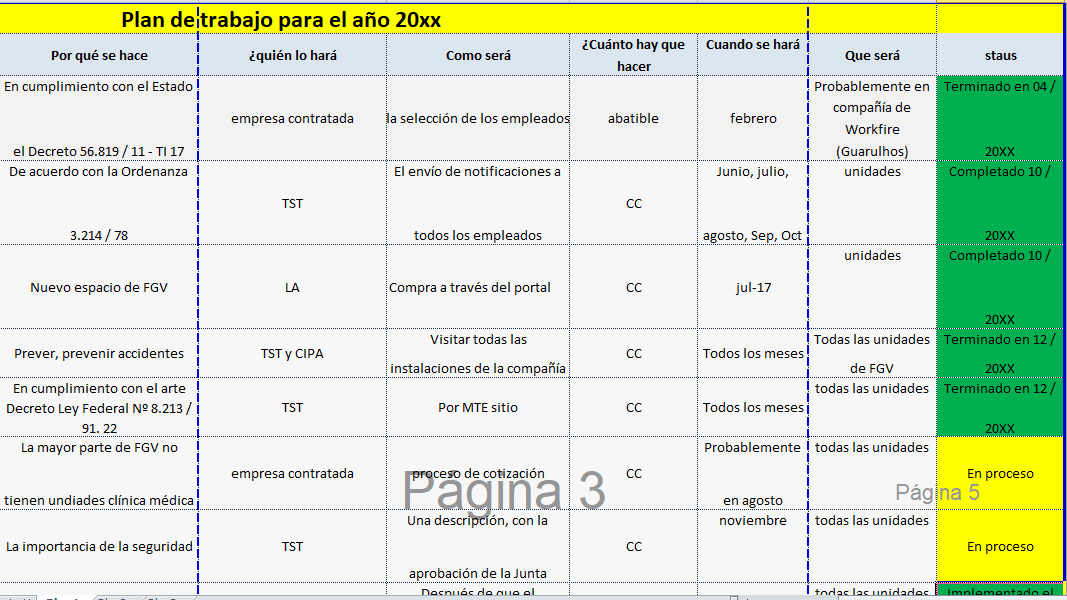 Plan de trabajo para el año 20xx
Por qué se hace ¿quién lo hará Como será ¿Cuánto hay que hacer Cuando se hará Que será staus
En cumplimiento con el Estado
el Decreto 56.819 / 11 - TI 17
empresa contratada
la selección de los empleados
abatible
febrero
Probablemente en
compañía de
Workfire
(Guarulhos)
Terminado en 04 /
20XX
De acuerdo con la Ordenanza
3.214 / 78
TST
El envío de notificaciones a
todos los empleados
CC
Junio, julio,
agosto, Sep, Oct
unidades
Completado 10 /
20XX
Nuevo espacio de FGV
LA
Compra a través del portal
CC
jul-17
unidades
Completado 10 /
20XX
Prever, prevenir accidentes
TST y CIPA
Visitar todas las
instalaciones de la compañía
CC
Todos los meses
Todas las unidades
de FGV
Terminado en 12 /
20XX
En cumplimiento con el arte
Decreto Ley Federal Nº 8.213 /
91. 22
TST
Por MTE sitio
CC
Todos los meses
todas las unidades
Terminado en 12 /
20XX
La mayor parte de FGV no
tienen undiades clínica médica
empresa contratada
proceso de cotización
CC
Probablemente
en agosto
todas las unidades
En proceso
Página 3
Página 5
La importancia de la seguridad
TST
Una descripción, con la
aprobación de la Junta
CC
noviembre
todas las unidades
En proceso
Después de que el
todas las unidades
Implementado el